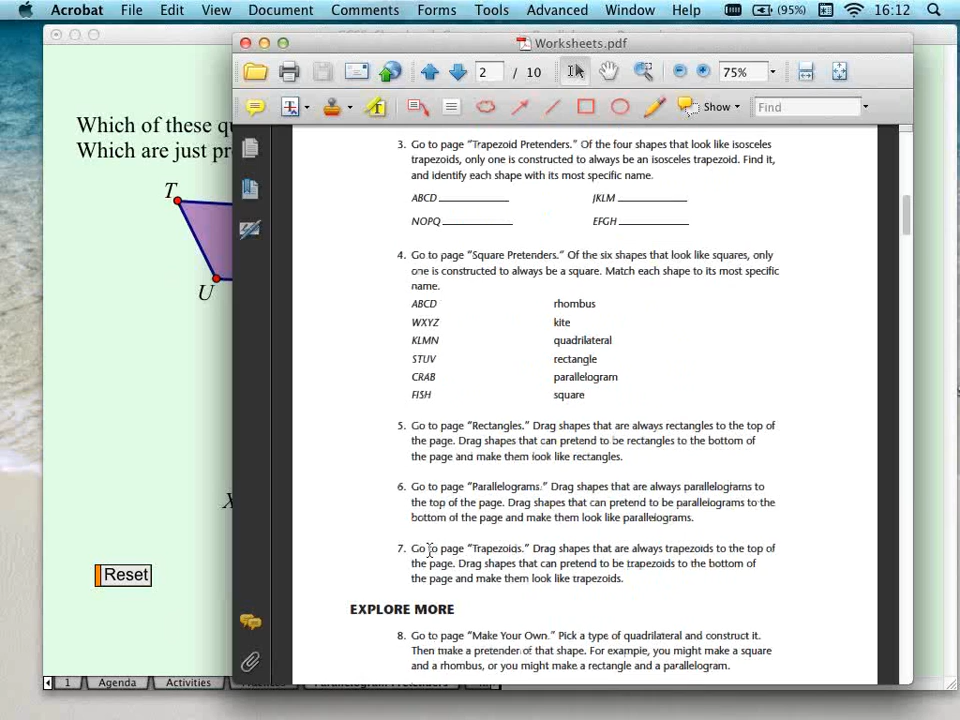 Acrobat File Edit View Document Comments Forms Tools Advanced Window Help (95%) 16:12
Worksheets.pdf
2 / 10 75% Show Find
Which of these qu
Which are just pr
T
U
X
Reset
1 Agenda Activities
3. Go to page “Trapezoid Pretenders.” Of the four shapes that look like isosceles
trapezoids, only one is constructed to always be an isosceles trapezoid. Find it,
and identify each shape with its most specific name.
ABCD JKLM
NOPQ EFGH
4. Go to page “Square Pretenders.” Of the six shapes that look like squares, only
one is constructed to always be a square. Match each shape to its most specific
name.
ABCD rhombus
WXYZ kite
KLMN quadrilateral
STUV rectangle
CRAB parallelogram
FISH square
5. Go to page “Rectangles.” Drag shapes that are always rectangles to the top of
the page. Drag shapes that can pretend to be rectangles to the bottom of
the page and make them look like rectangles.
6. Go to page “Parallelograms.” Drag shapes that are always parallelograms to
the top of the page. Drag shapes that can pretend to be parallelograms to the
bottom of the page and make them look like parallelograms.
7. Go to page “Trapezoids.” Drag shapes that are always trapezoids to the top of
the page. Drag shapes that can pretend to be trapezoids to the bottom of
the page and make them look like trapezoids.
EXPLORE MORE
8. Go to page “Make Your Own.” Pick a type of quadrilateral and construct it.
Then make a pretender of that shape. For example, you might make a square
and a rhombus, or you might make a rectangle and a parallelogram.